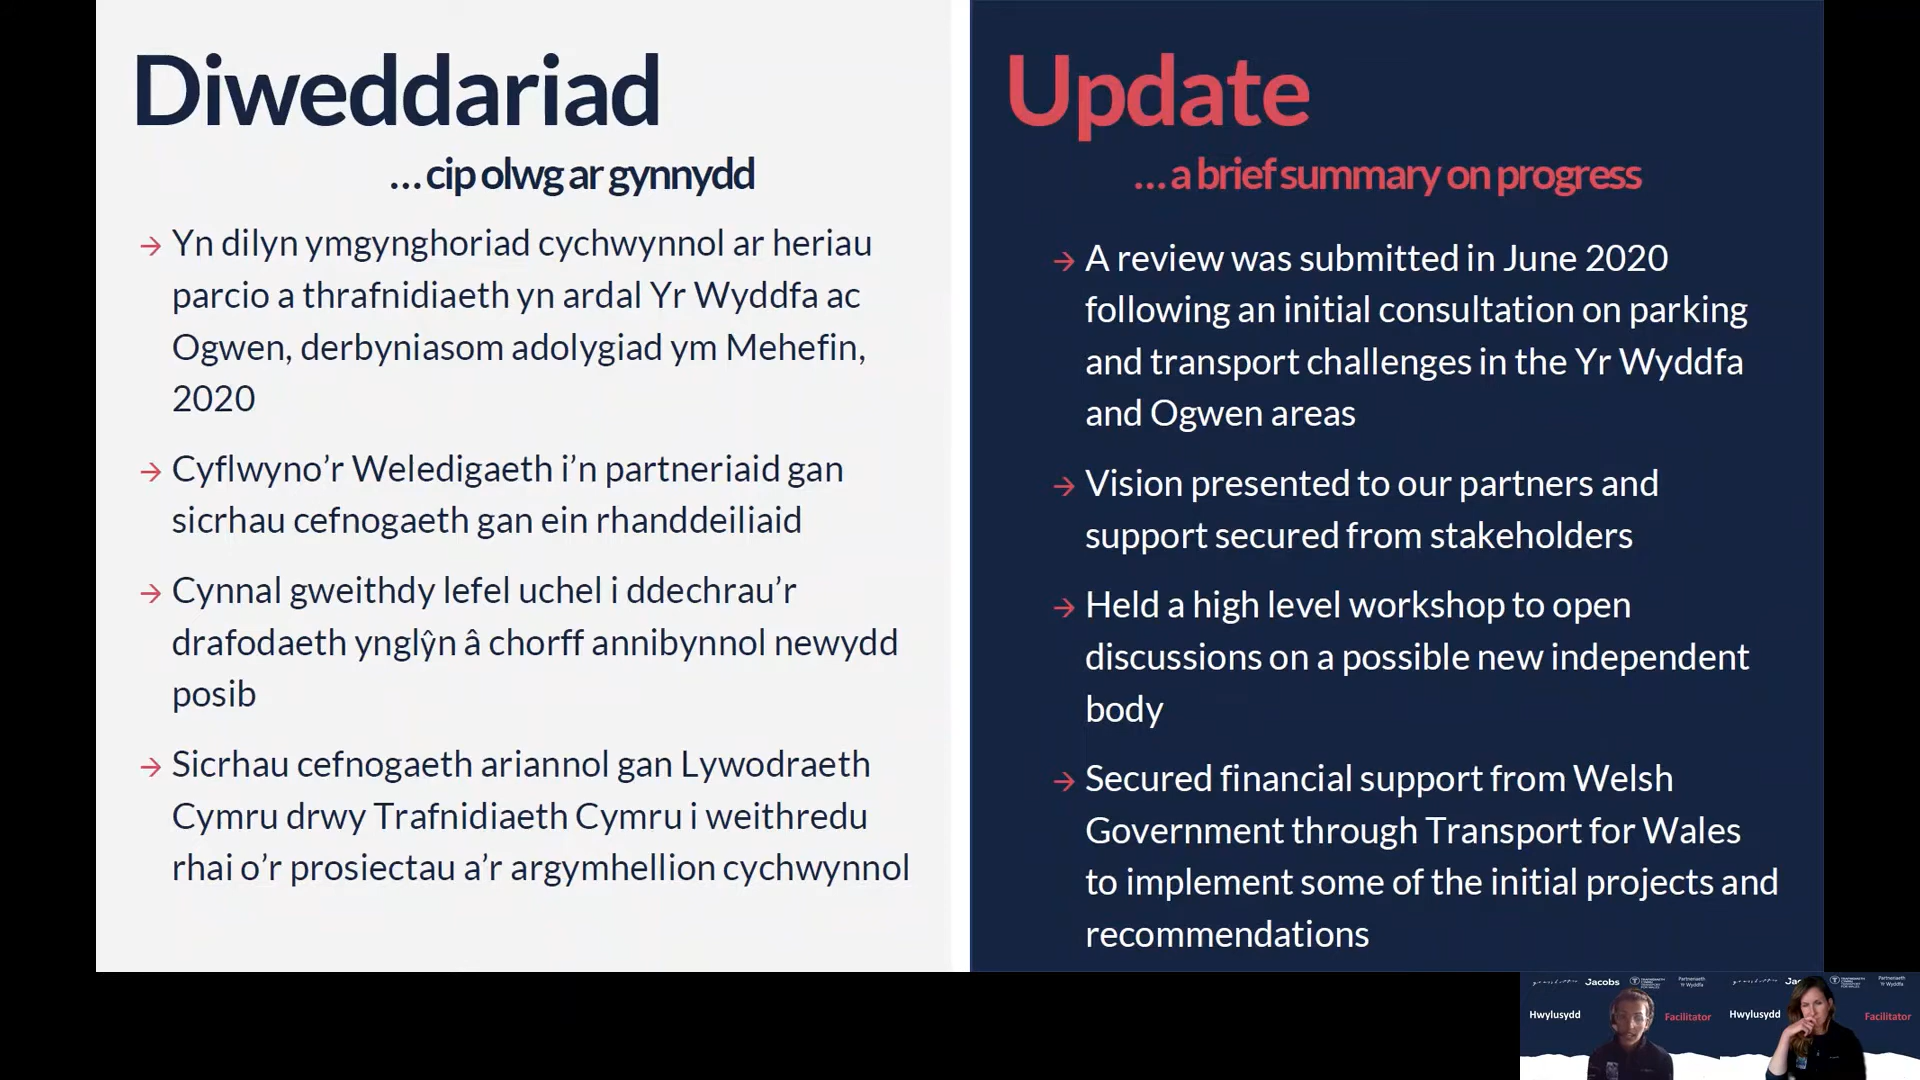 Diweddariad
…cip olwg ar gynnydd
Yn dilyn ymgynghoriad cychwynnol ar heriau
parcio a thrafnidiaeth yn ardal Yr Wyddfa ac
Ogwen, derbyniasom adolygiad ym Mehefin,
2020
Cyflwyno’r Weledigaeth i’n partneriaid gan
sicrhau cefnogaeth gan ein rhanddeiliaid
Cynnal gweithdy lefel uchel i ddechrau’r
drafodaeth ynglŷn â chorff annibynnol newydd
posib
Sicrhau cefnogaeth ariannol gan Lywodraeth
Cymru drwy Trafnidiaeth Cymru i weithredu
rhai o’r prosiectau a’r argymhellion cychwynnol
Update
…a brief summary on progress
A review was submitted in June 2020
following an initial consultation on parking
and transport challenges in the Yr Wyddfa
and Ogwen areas
Vision presented to our partners and
support secured from stakeholders
Held a high level workshop to open
discussions on a possible new independent
body
Secured financial support from Welsh
Government through Transport for Wales
to implement some of the initial projects and
recommendations
Jacobs
Partneriaeth
Yr Wyddfa
Hwylusydd
Facilitator
Partneriaeth
Yr Wyddfa
Hwylusydd
Facilitator